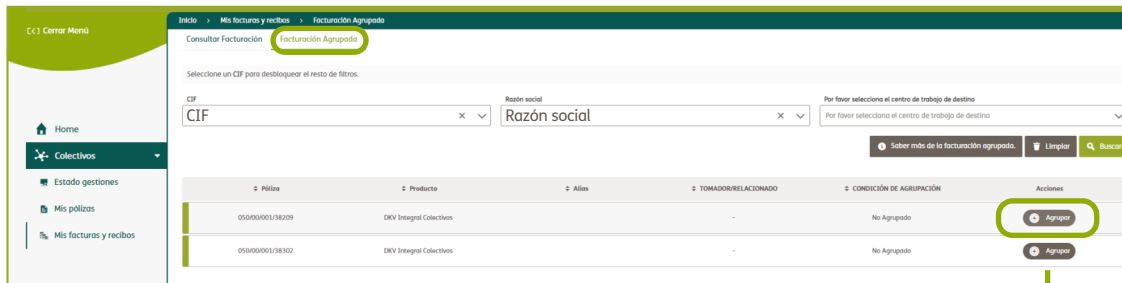 [<] Cerrar Menú
Inicio > Mis facturas y recibos > Facturación Agrupada
Consultar Facturación Facturación Agrupada
Seleccione un CIF para desbloquear el resto de filtros.
CIF Razón social Por favor selecciona el centro de trabajo de destino
CIF Razón social Por favor selecciona el centro de trabajo de destino
Saber más de la facturación agrupada. Limpiar Buscar
Home
Colectivos
Estado gestiones
Mis pólizas
Mis facturas y recibos
Póliza Producto Alias TOMADOR/RELACIONADO CONDICIÓN DE AGRUPACIÓN Acciones
050/00/001/38209 DKV Integral Colectivos - No Agrupado Agrupar
050/00/001/38302 DKV Integral Colectivos - No Agrupado Agrupar